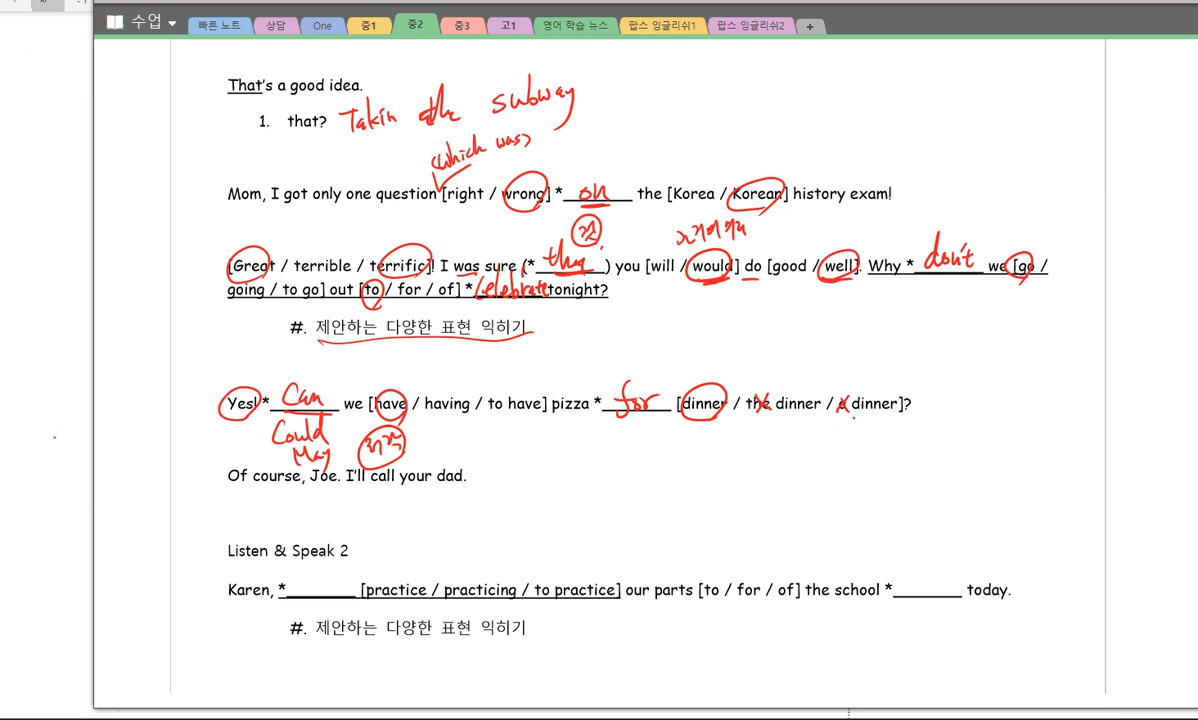 수업 빠른 노트 상담 One 중1 중2 중3 고1 영어 학습 뉴스 팝스 잉글리쉬1 팝스 잉글리쉬2 +
That's a good idea.
1. that? Takin the subway
(which was)
Mom, I got only one question [right / wrong] * on the [Korea / Korean] history exam!
[Great / terrible / terrific]! I was sure (* that ) you [will / would] do [good / well]. Why * don't we [go /
going / to go] out [to / for / of] * celebrate tonight?
#. 제안하는 다양한 표현 익히기
Yes! * Can we [have / having / to have] pizza * for [dinner / the dinner / a dinner]?
Could
May
Of course, Joe. I'll call your dad.
Listen & Speak 2
Karen, *________ [practice / practicing / to practice] our parts [to / for / of] the school *________ today.
#. 제안하는 다양한 표현 익히기